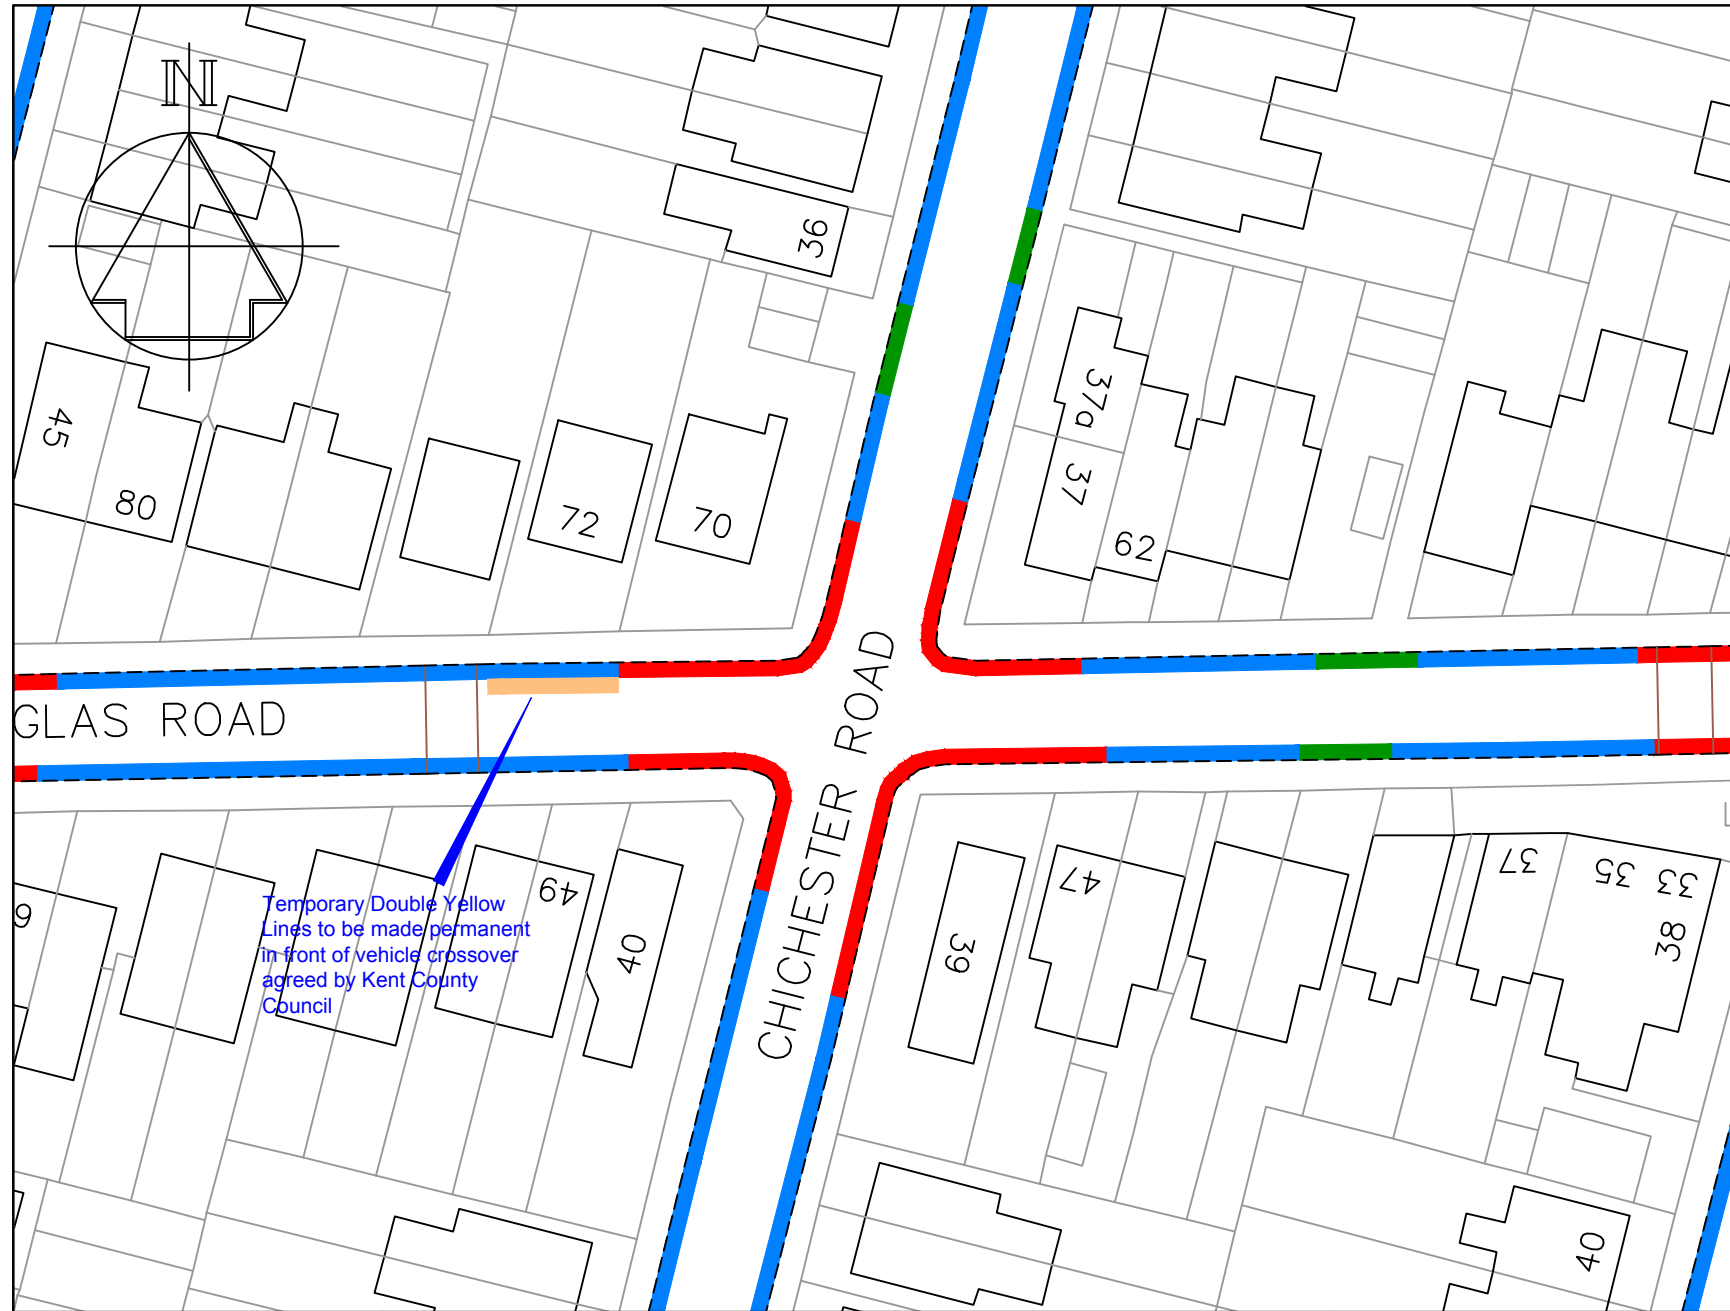 N
36
45
80
72
70
37a
37
62
GLAS ROAD
CHICHESTER ROAD
Temporary Double Yellow
Lines to be made permanent
in front of vehicle crossover
agreed by Kent County
Council
49
40
39
47
37
35
33
38
40